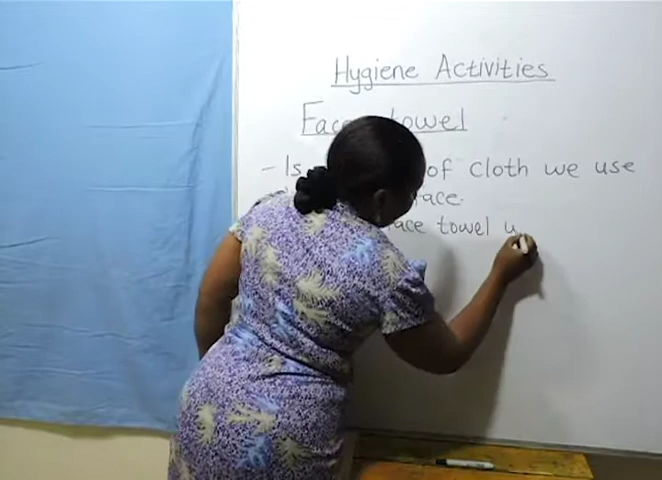 Hygiene Activities
Face towel
- Is of cloth we use
face.
face towel u